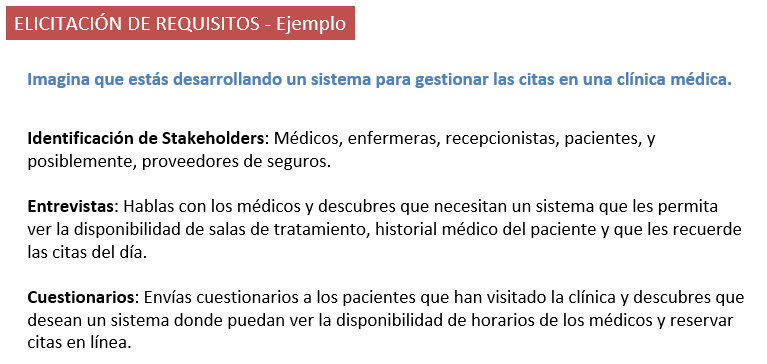 ELICITACIÓN DE REQUISITOS - Ejemplo
Imagina que estás desarrollando un sistema para gestionar las citas en una clínica médica.
Identificación de Stakeholders: Médicos, enfermeras, recepcionistas, pacientes, y
posiblemente, proveedores de seguros.
Entrevistas: Hablas con los médicos y descubres que necesitan un sistema que les permita
ver la disponibilidad de salas de tratamiento, historial médico del paciente y que les recuerde
las citas del día.
Cuestionarios: Envías cuestionarios a los pacientes que han visitado la clínica y descubres que
desean un sistema donde puedan ver la disponibilidad de horarios de los médicos y reservar
citas en línea.